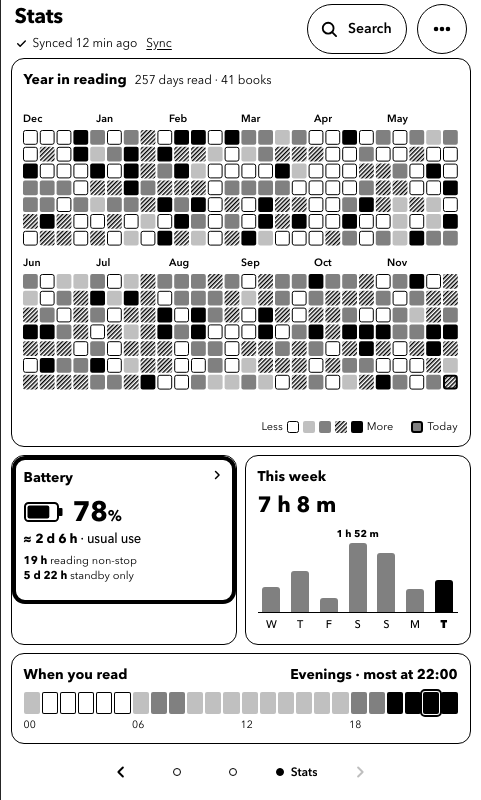 Stats
Synced 12 min ago Sync
Search
Year in reading 257 days read · 41 books
Dec Jan Feb Mar Apr May
Jun Jul Aug Sep Oct Nov
Less More Today
Battery
78%
≈ 2 d 6 h · usual use
19 h reading non-stop
5 d 22 h standby only
This week
7 h 8 m
1 h 52 m
W T F S S M T
When you read Evenings · most at 22:00
00 06 12 18
Stats